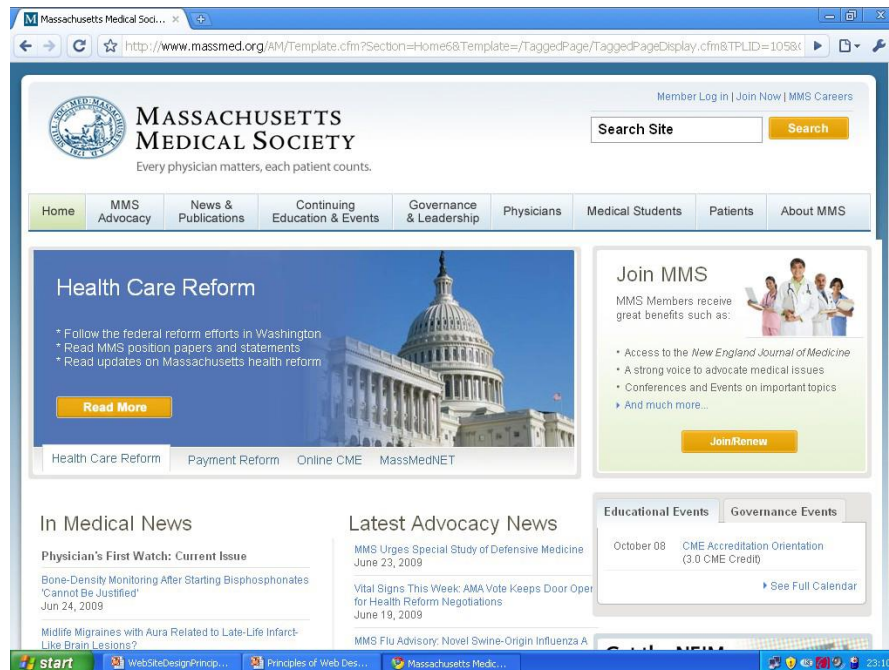 Massachusetts Medical Soci...
http://www.massmed.org/AM/Template.cfm?Section=Home6&Template=/TaggedPage/TaggedPageDisplay.cfm&TPLID=105&
Member Log in | Join Now | MMS Careers
MASSACHUSETTS
MEDICAL SOCIETY
Every physician matters, each patient counts.
Search Site
Search
Home
MMS
Advocacy
News &
Publications
Continuing
Education & Events
Governance
& Leadership
Physicians
Medical Students
Patients
About MMS
Health Care Reform
* Follow the federal reform efforts in Washington
* Read MMS position papers and statements
* Read updates on Massachusetts health reform
Read More
Health Care Reform
Payment Reform
Online CME
MassMedNET
Join MMS
MMS Members receive
great benefits such as:
• Access to the New England Journal of Medicine
• A strong voice to advocate medical issues
• Conferences and Events on important topics
And much more...
Join/Renew
In Medical News
Physician's First Watch: Current Issue
Bone-Density Monitoring After Starting Bisphosphonates
'Cannot Be Justified'
Jun 24, 2009
Midlife Migraines with Aura Related to Late-Life Infarct-
Like Brain Lesions?
Latest Advocacy News
MMS Urges Special Study of Defensive Medicine
June 23, 2009
Vital Signs This Week: AMA Vote Keeps Door Open
for Health Reform Negotiations
June 19, 2009
MMS Flu Advisory: Novel Swine-Origin Influenza A
Educational Events
Governance Events
October 08
CME Accreditation Orientation
(3.0 CME Credit)
See Full Calendar
start
WebSiteDesignPrincip...
Principles of Web Des...
Massachusetts Medic...